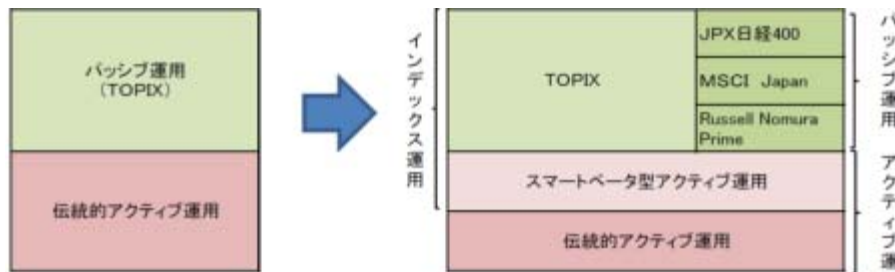 パッシブ運用
(TOPIX)
伝統的アクティブ運用
インデックス運用
TOPIX
JPX日経400
MSCI Japan
Russell Nomura
Prime
スマートベータ型アクティブ運用
伝統的アクティブ運用
パッシブ運用
アクティブ運